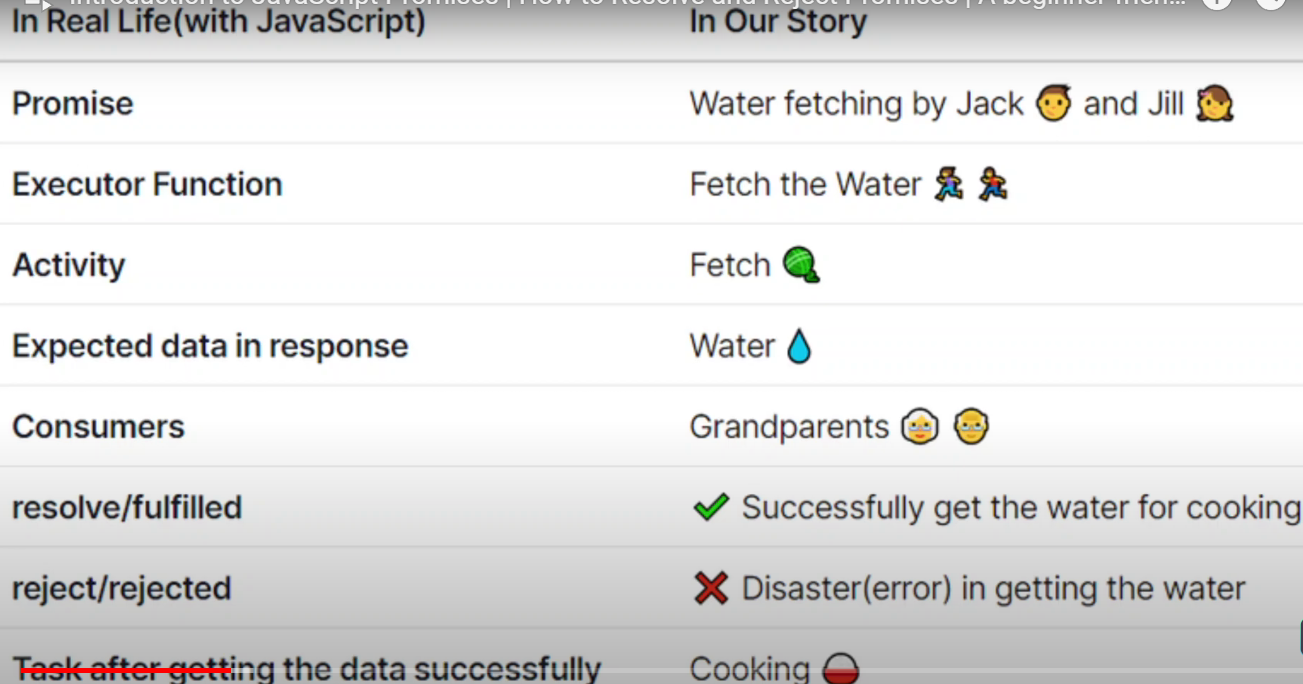 Introduction to JavaScript Promises | How to Resolve and Reject Promises | A beginner frien...
In Real Life(with JavaScript) In Our Story
Promise Water fetching by Jack and Jill
Executor Function Fetch the Water
Activity Fetch
Expected data in response Water
Consumers Grandparents
resolve/fulfilled Successfully get the water for cooking
reject/rejected Disaster(error) in getting the water
Task after getting the data successfully Cooking